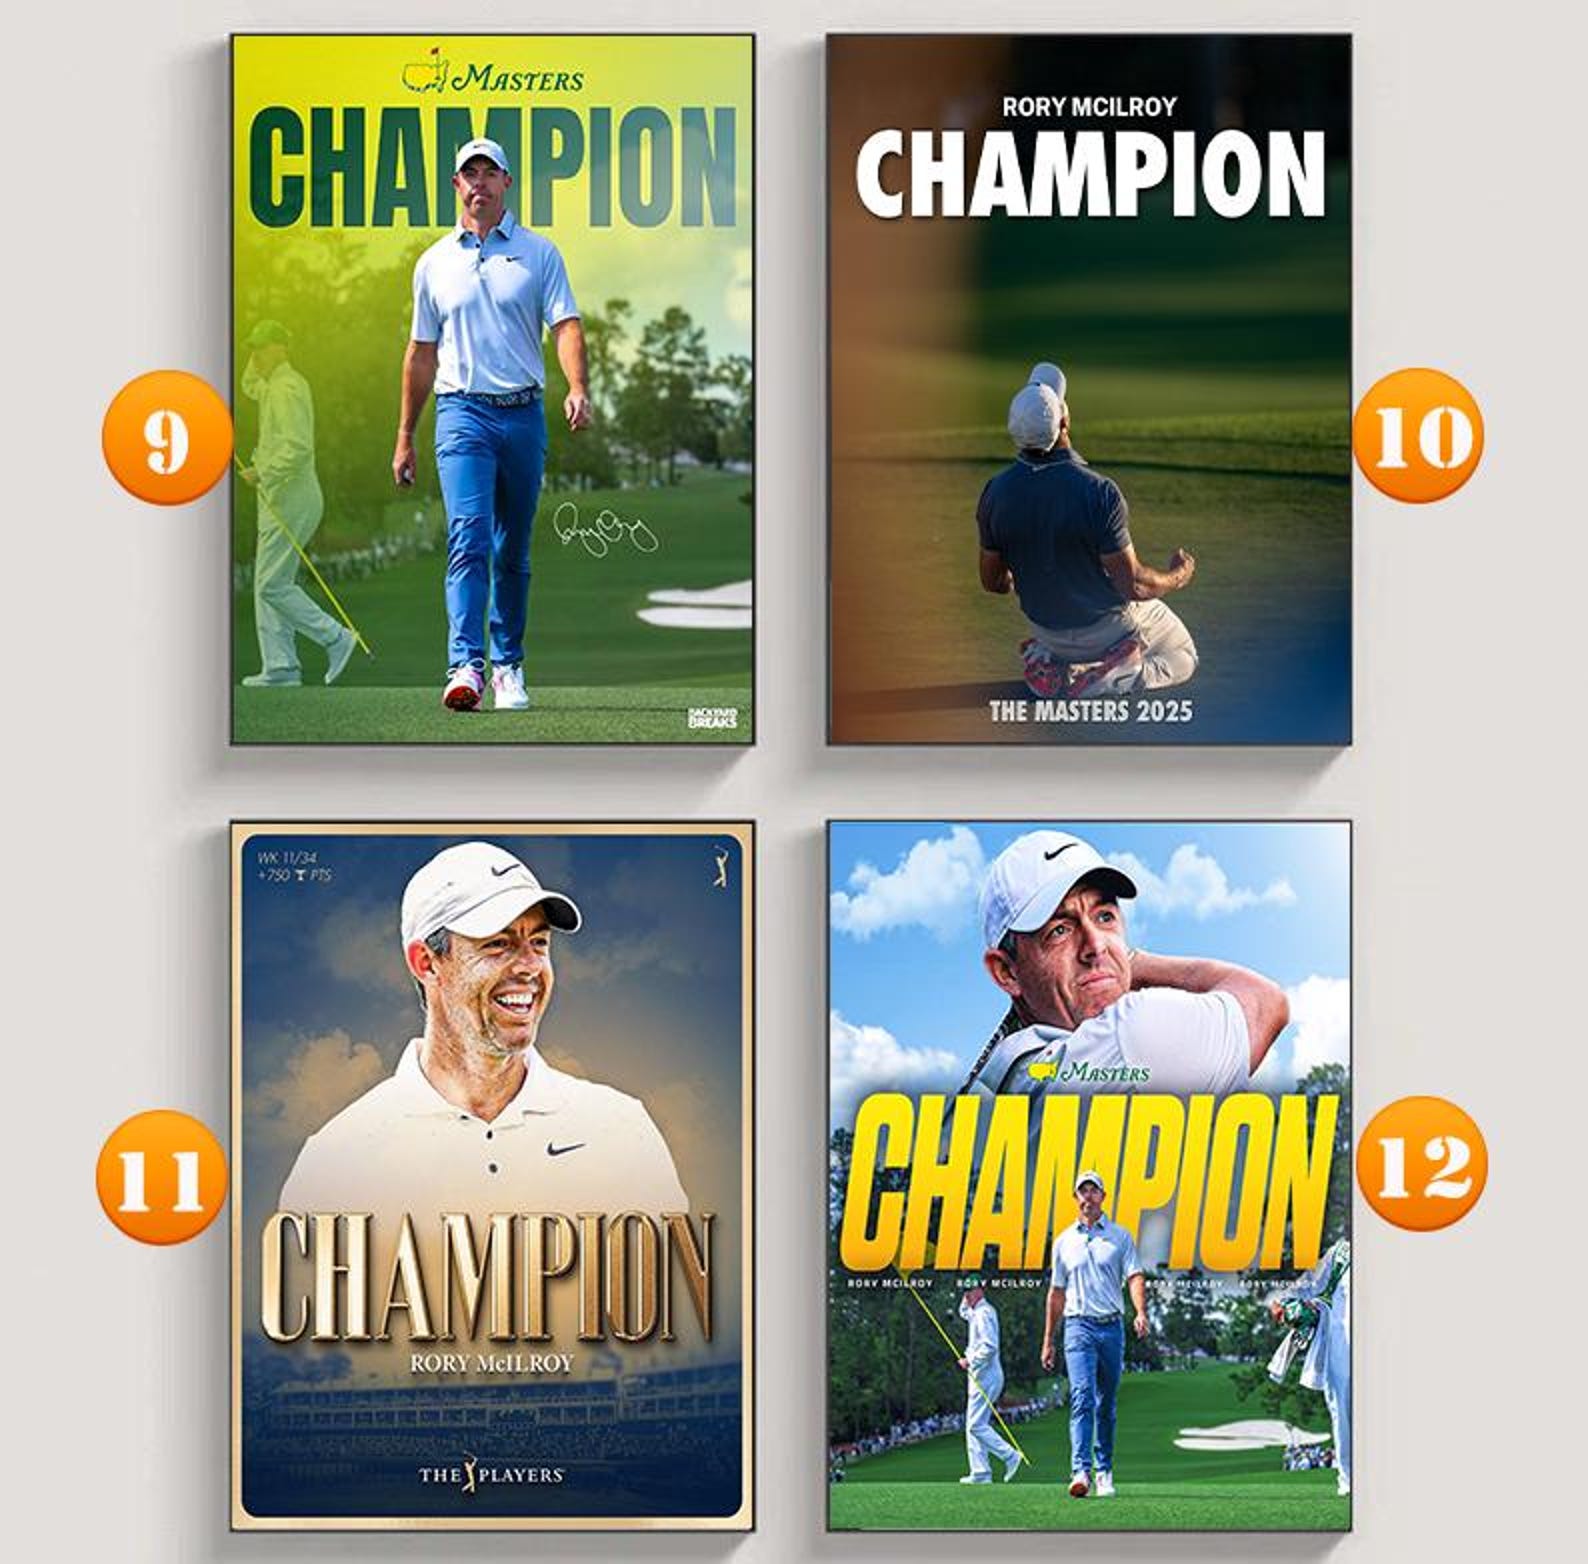 MASTERS
CHAMPION
9
BACKYARD
BREAKS
RORY MCILROY
CHAMPION
10
THE MASTERS 2025
WK 11/34
+750 PTS
11
CHAMPION
RORY McILROY
THE PLAYERS
MASTERS
CHAMPION
12
RORY MCILROY RORY MCILROY RORY MCILROY RORY MCILROY